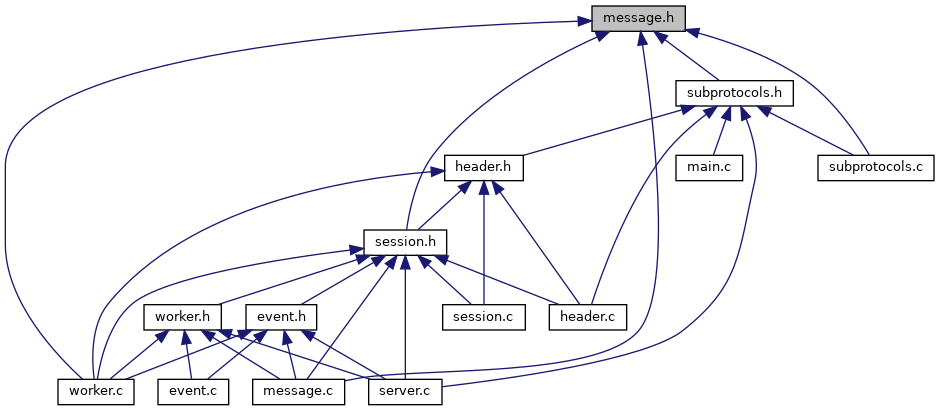 message.h
subprotocols.h
header.h
main.c
subprotocols.c
session.h
worker.h
event.h
session.c
header.c
worker.c
event.c
message.c
server.c